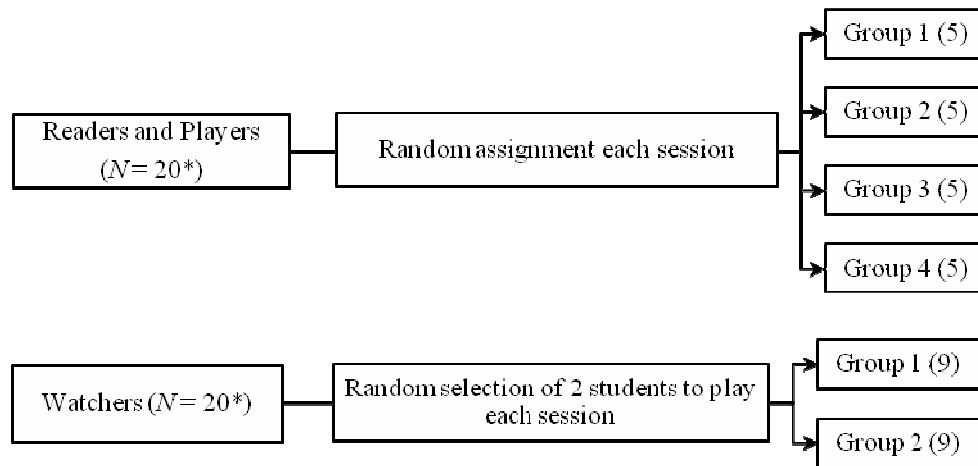 Group 1 (5)
Group 2 (5)
Readers and Players
(N = 20*)
Random assignment each session
Group 3 (5)
Group 4 (5)
Group 1 (9)
Watchers (N = 20*)
Random selection of 2 students to play
each session
Group 2 (9)